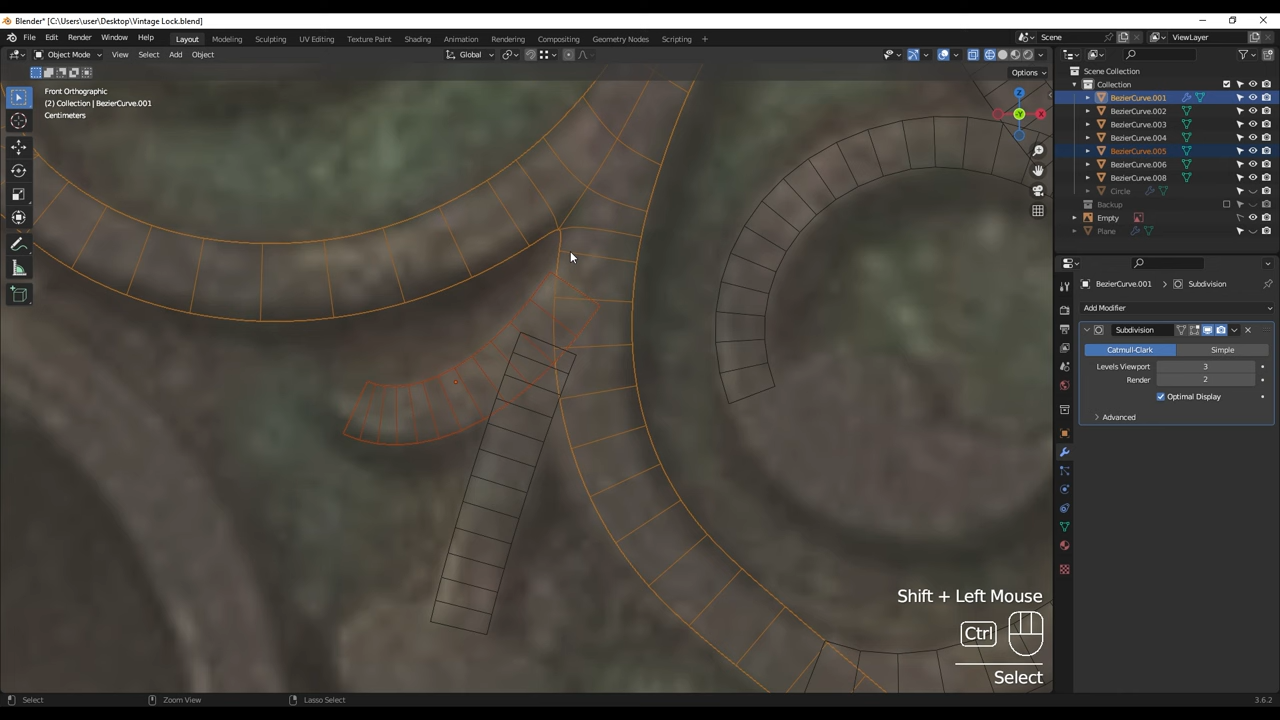 Blender* [C:\Users\user\Desktop\Vintage Lock.blend]
File Edit Render Window Help Layout Modeling Sculpting UV Editing Texture Paint Shading Animation Rendering Compositing Geometry Nodes Scripting + Scene ViewLayer
Object Mode View Select Add Object Global
Options
Front Orthographic
(2) Collection | BezierCurve.001
Centimeters
Z
-Y
X
Scene Collection
Collection
BezierCurve.001
BezierCurve.002
BezierCurve.003
BezierCurve.004
BezierCurve.005
BezierCurve.006
BezierCurve.008
Circle
Backup
Empty
Plane
BezierCurve.001 > Subdivision
Add Modifier
Subdivision
Catmull-Clark Simple
Levels Viewport 3
Render 2
Optimal Display
Advanced
Shift + Left Mouse
Ctrl
Select
Select Zoom View Lasso Select 3.6.2